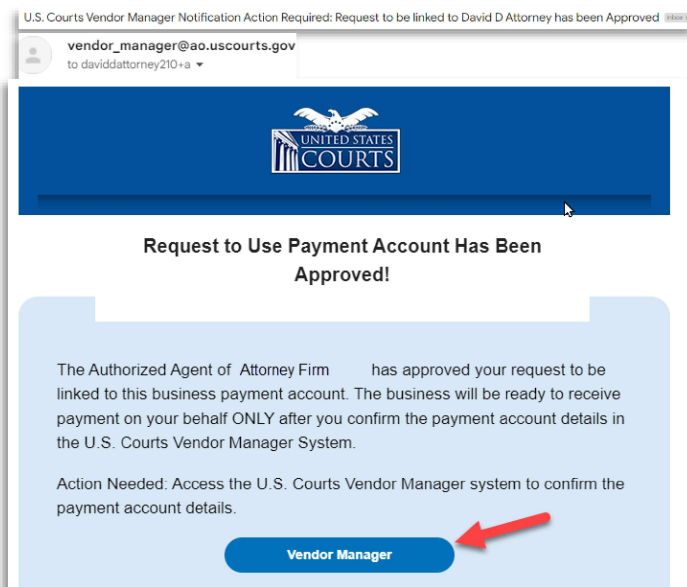 U.S. Courts Vendor Manager Notification Action Required: Request to be linked to David D Attorney has been Approved Inbox
vendor_manager@ao.uscourts.gov
to daviddattorney210+a
UNITED STATES
COURTS
Request to Use Payment Account Has Been
Approved!
The Authorized Agent of Attorney Firm has approved your request to be
linked to this business payment account. The business will be ready to receive
payment on your behalf ONLY after you confirm the payment account details in
the U.S. Courts Vendor Manager System.
Action Needed: Access the U.S. Courts Vendor Manager system to confirm the
payment account details.
Vendor Manager